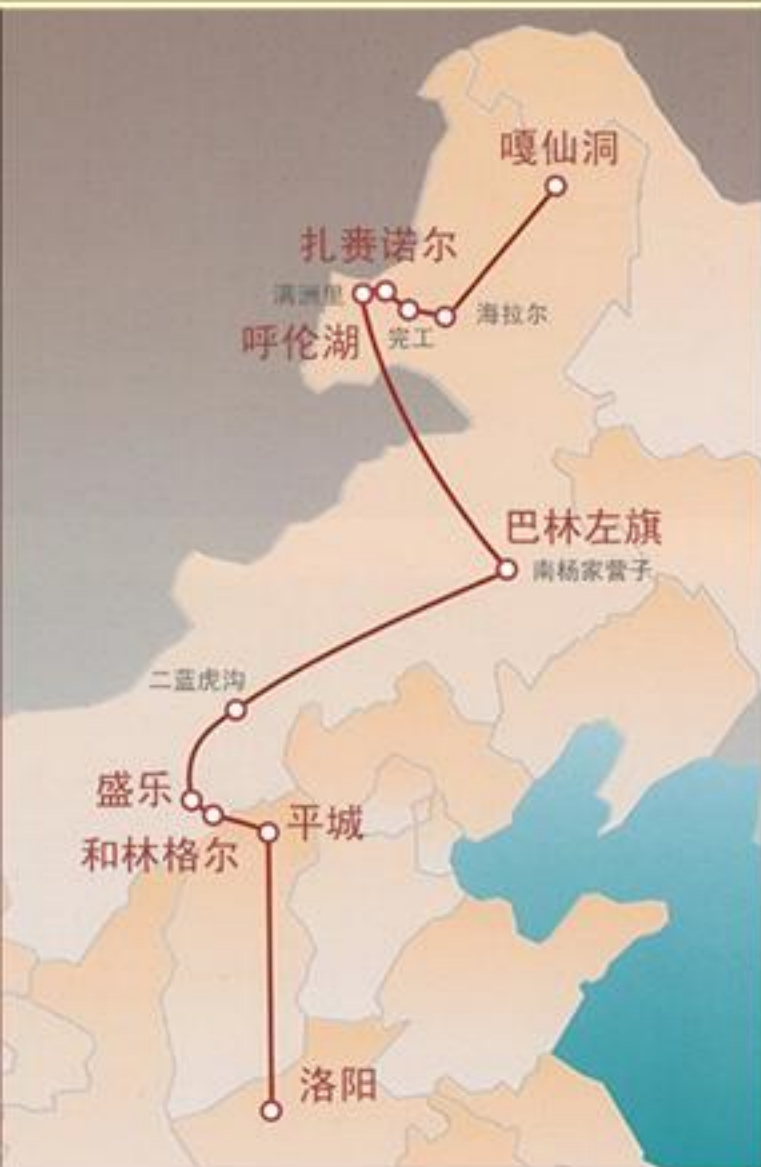 嘎仙洞
扎赉诺尔
满洲里
海拉尔
呼伦湖
完工
巴林左旗
南杨家营子
二蓝虎沟
盛乐
平城
和林格尔
洛阳